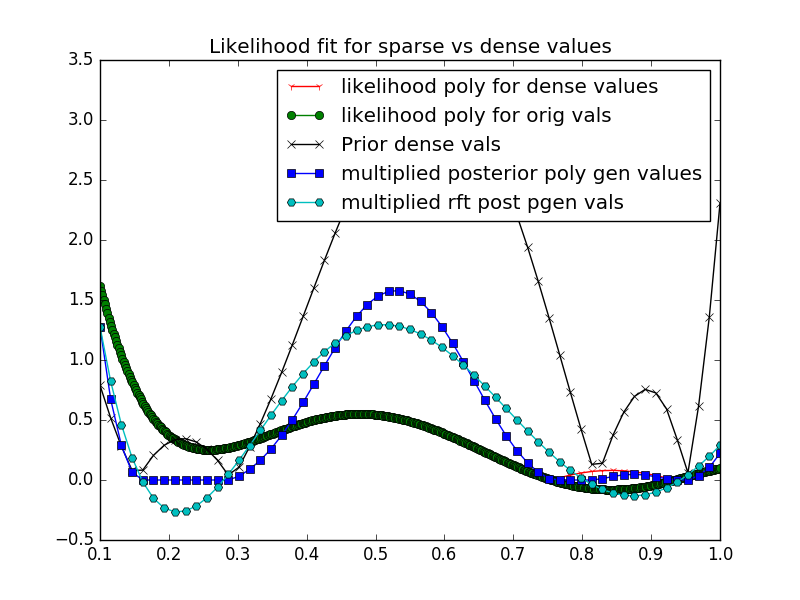 Likelihood fit for sparse vs dense values
3.5
3.0
2.5
2.0
1.5
1.0
0.5
0.0
−0.5
likelihood poly for dense values
likelihood poly for orig vals
Prior dense vals
multiplied posterior poly gen values
multiplied rft post pgen vals
0.1 0.2 0.3 0.4 0.5 0.6 0.7 0.8 0.9 1.0